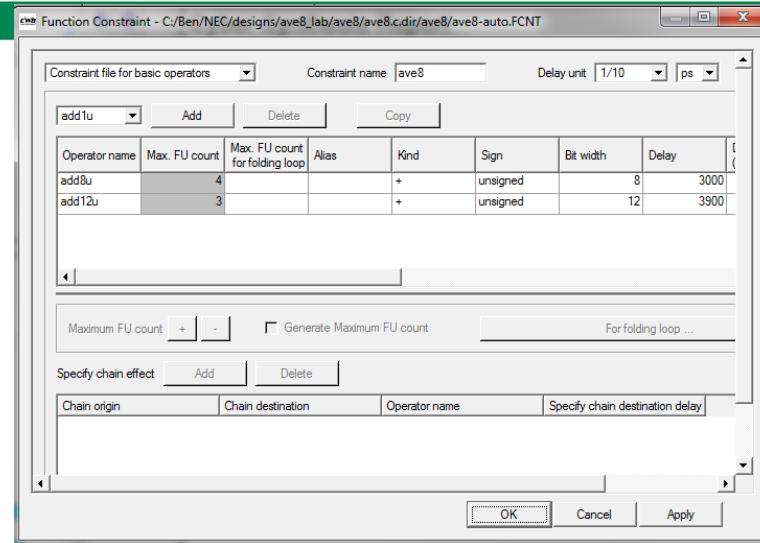 CWB Function Constraint - C:/Ben/NEC/designs/ave8_lab/ave8/ave8.c.dir/ave8/ave8-auto.FCNT
Constraint file for basic operators Constraint name ave8 Delay unit 1/10 ps
add1u Add Delete Copy
Operator name Max. FU count Max. FU count for folding loop Alias Kind Sign Bit width Delay
add8u 4 + unsigned 8 3000
add12u 3 + unsigned 12 3900
Maximum FU count + - Generate Maximum FU count For folding loop ...
Specify chain effect Add Delete
Chain origin Chain destination Operator name Specify chain destination delay
OK Cancel Apply